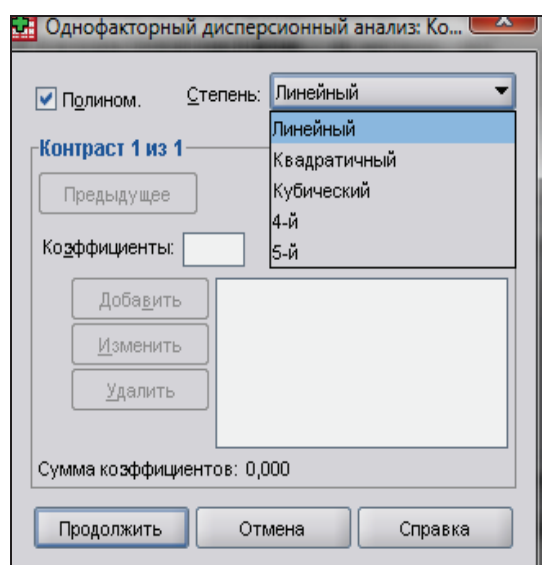 Однофакторный дисперсионный анализ: Ко...
Полином. Степень: Линейный
Линейный
Квадратичный
Кубический
4-й
5-й
Контраст 1 из 1
Предыдущее
Коэффициенты:
Добавить
Изменить
Удалить
Сумма коэффициентов: 0,000
Продолжить Отмена Справка